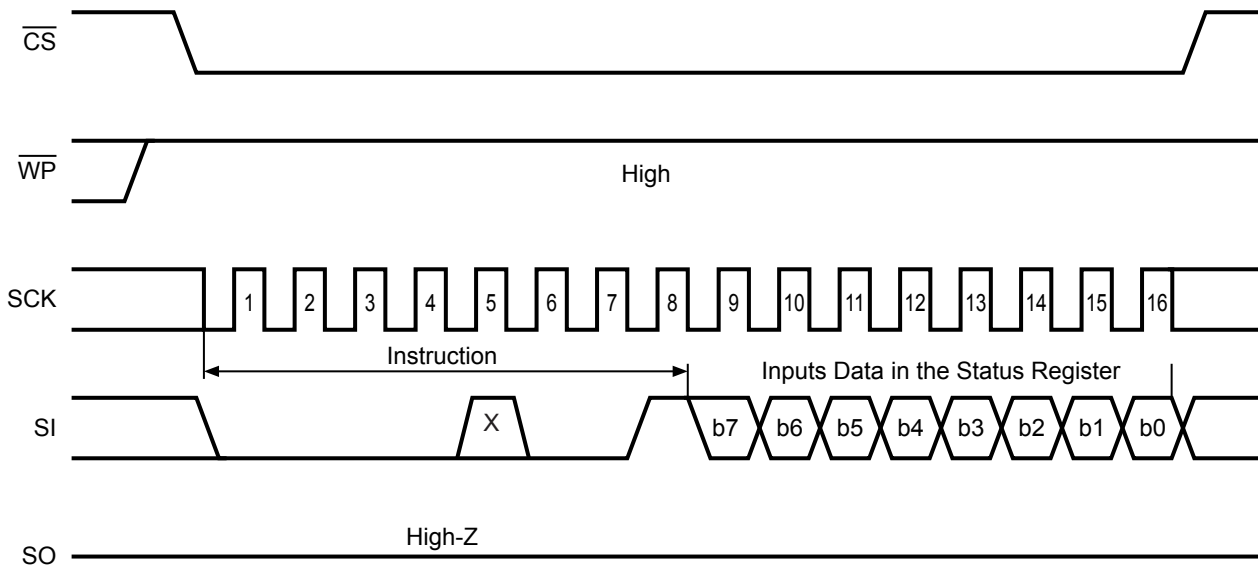 CS
WP
High
SCK
1 2 3 4 5 6 7 8 9 10 11 12 13 14 15 16
Instruction
Inputs Data in the Status Register
SI
X
b7 b6 b5 b4 b3 b2 b1 b0
High-Z
SO